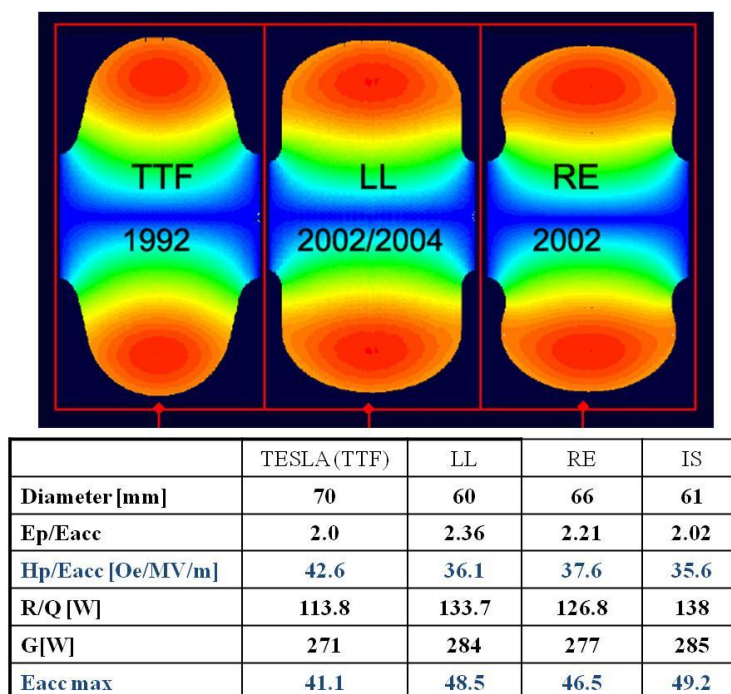 TTF LL RE
1992 2002/2004 2002
TESLA(TTF) LL RE IS
Diameter [mm] 70 60 66 61
Ep/Eacc 2.0 2.36 2.21 2.02
Hp/Eacc [Oe/MV/m] 42.6 36.1 37.6 35.6
R/Q [W] 113.8 133.7 126.8 138
G[W] 271 284 277 285
Eacc max 41.1 48.5 46.5 49.2